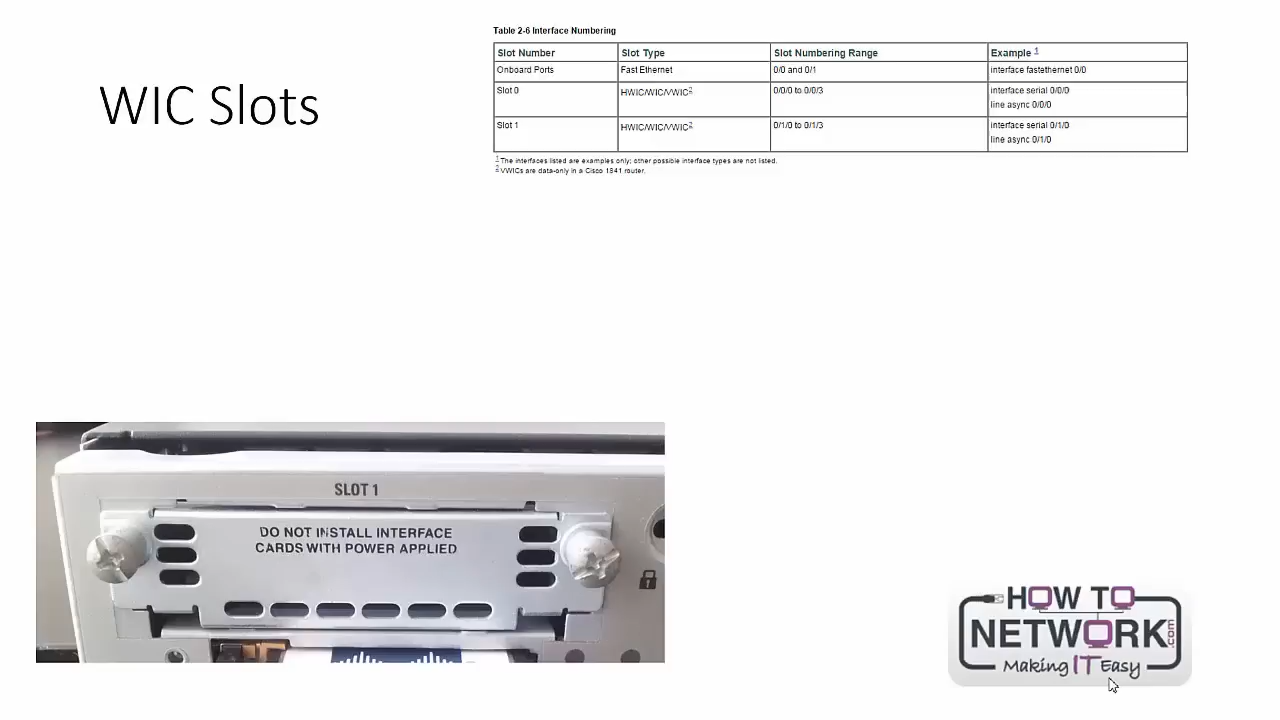 WIC Slots
Table 2-6 Interface Numbering
Slot Number Slot Type Slot Numbering Range Example 1
Onboard Ports Fast Ethernet 0/0 and 0/1 interface fastethernet 0/0
Slot 0 HWIC/WIC/VWIC2 0/0/0 to 0/0/3 interface serial 0/0/0
line async 0/0/0
Slot 1 HWIC/WIC/VWIC2 0/1/0 to 0/1/3 interface serial 0/1/0
line async 0/1/0
1 The interfaces listed are examples only; other possible interface types are not listed.
2 VWICs are data-only in a Cisco 1841 router.
SLOT 1
DO NOT INSTALL INTERFACE
CARDS WITH POWER APPLIED
HOW TO
NETWORK.com
Making IT Easy